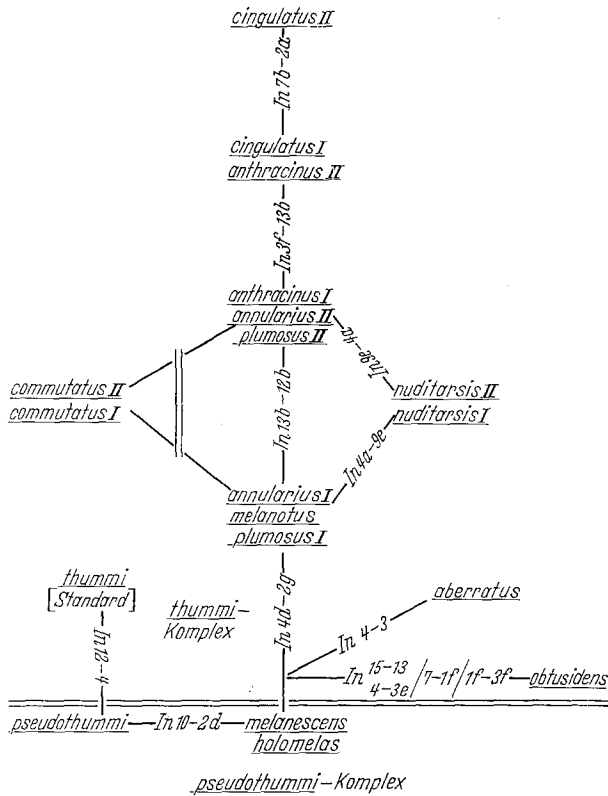 cingulatus II
In 7b-2a
cingulatus I
anthracinus II
In 3f-13b
anthracinus I
annularius II
plumosus II
In 9e-4a
commutatus II
commutatus I
In 13b-12b
nuditarsis II
nuditarsis I
In 4a-9e
annularius I
melanotus
plumosus I
thummi
[Standard]
thummi-
Komplex
In 4d-2g
aberratus
In 4-3
In 12-4
In 15-13 4-3e /7-1f/1f-3f obtusidens
pseudothummi In 10-2d melanescens
holomelas
pseudothummi-Komplex